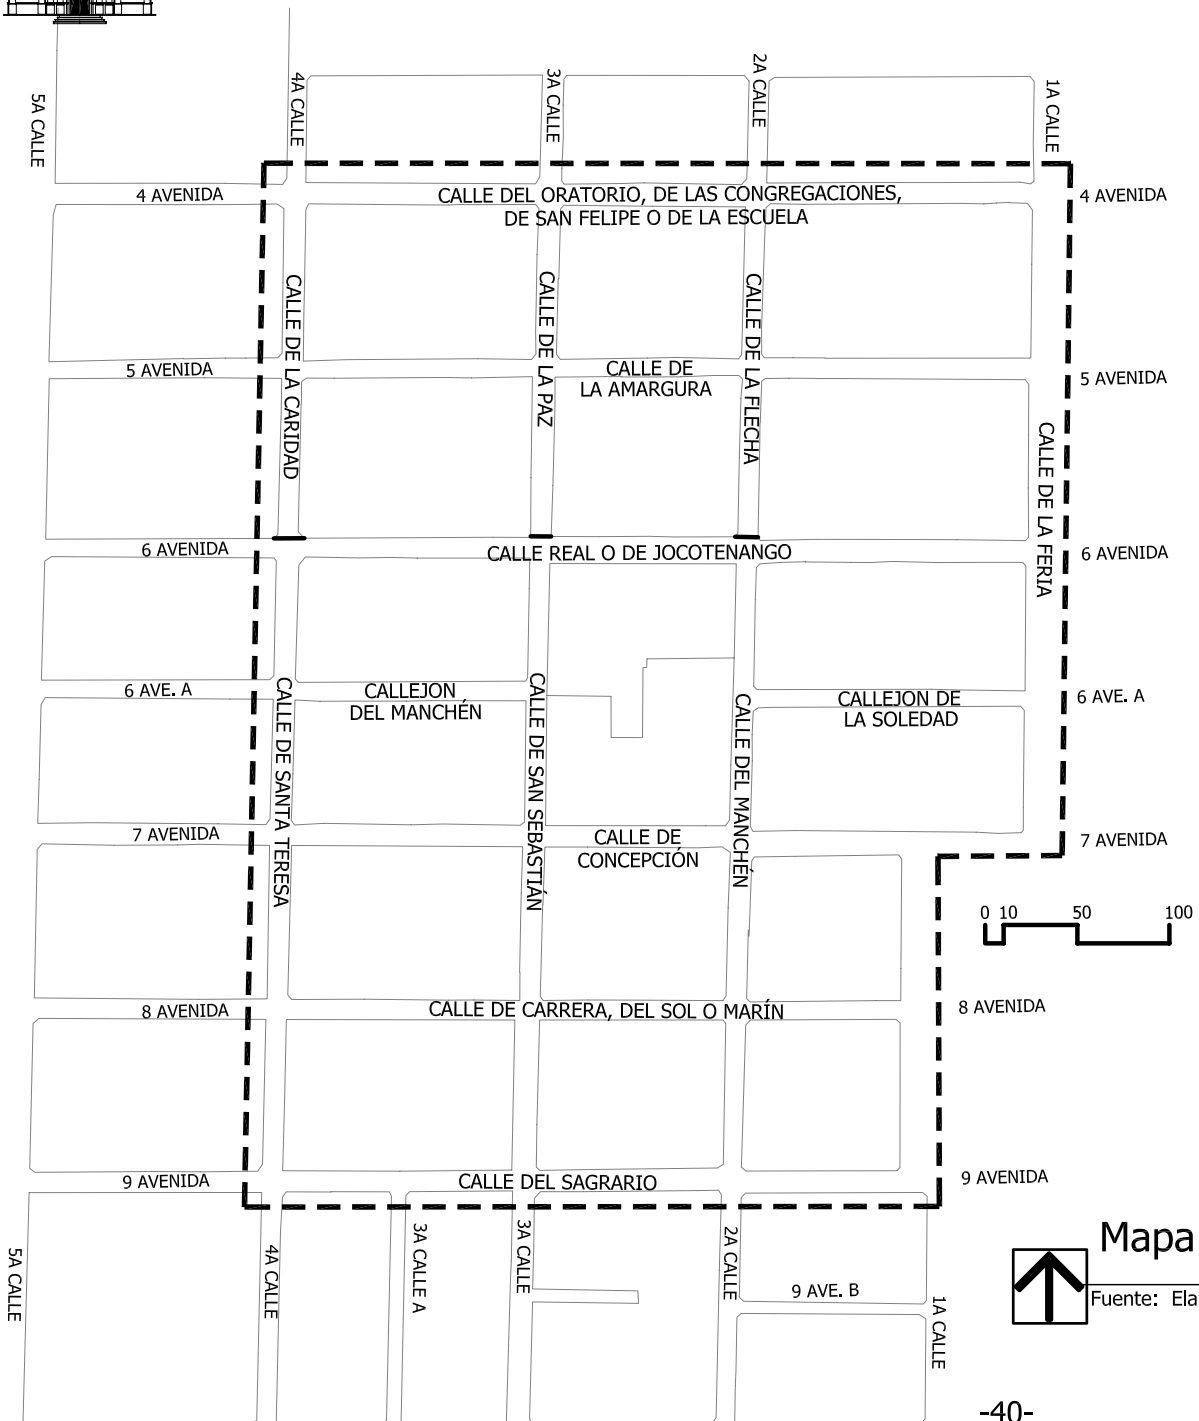 5A CALLE
4A CALLE
3A CALLE
2A CALLE
1A CALLE
4 AVENIDA
CALLE DEL ORATORIO, DE LAS CONGREGACIONES,
DE SAN FELIPE O DE LA ESCUELA
4 AVENIDA
CALLE DE LA CARIDAD
CALLE DE LA PAZ
CALLE DE LA FLECHA
5 AVENIDA
CALLE DE
LA AMARGURA
5 AVENIDA
CALLE DE LA FERIA
6 AVENIDA
CALLE REAL O DE JOCOTENANGO
6 AVENIDA
6 AVE. A
CALLE DE SANTA TERESA
CALLEJON
DEL MANCHÉN
CALLE DE SAN SEBASTIÁN
CALLE DEL MANCHÉN
CALLEJON DE
LA SOLEDAD
6 AVE. A
7 AVENIDA
CALLE DE
CONCEPCIÓN
7 AVENIDA
0 10 50 100
8 AVENIDA
CALLE DE CARRERA, DEL SOL O MARÍN
8 AVENIDA
9 AVENIDA
CALLE DEL SAGRARIO
9 AVENIDA
5A CALLE
4A CALLE
3A CALLE A
3A CALLE
2A CALLE
9 AVE. B
1A CALLE
Mapa
Fuente: Ela
-40-